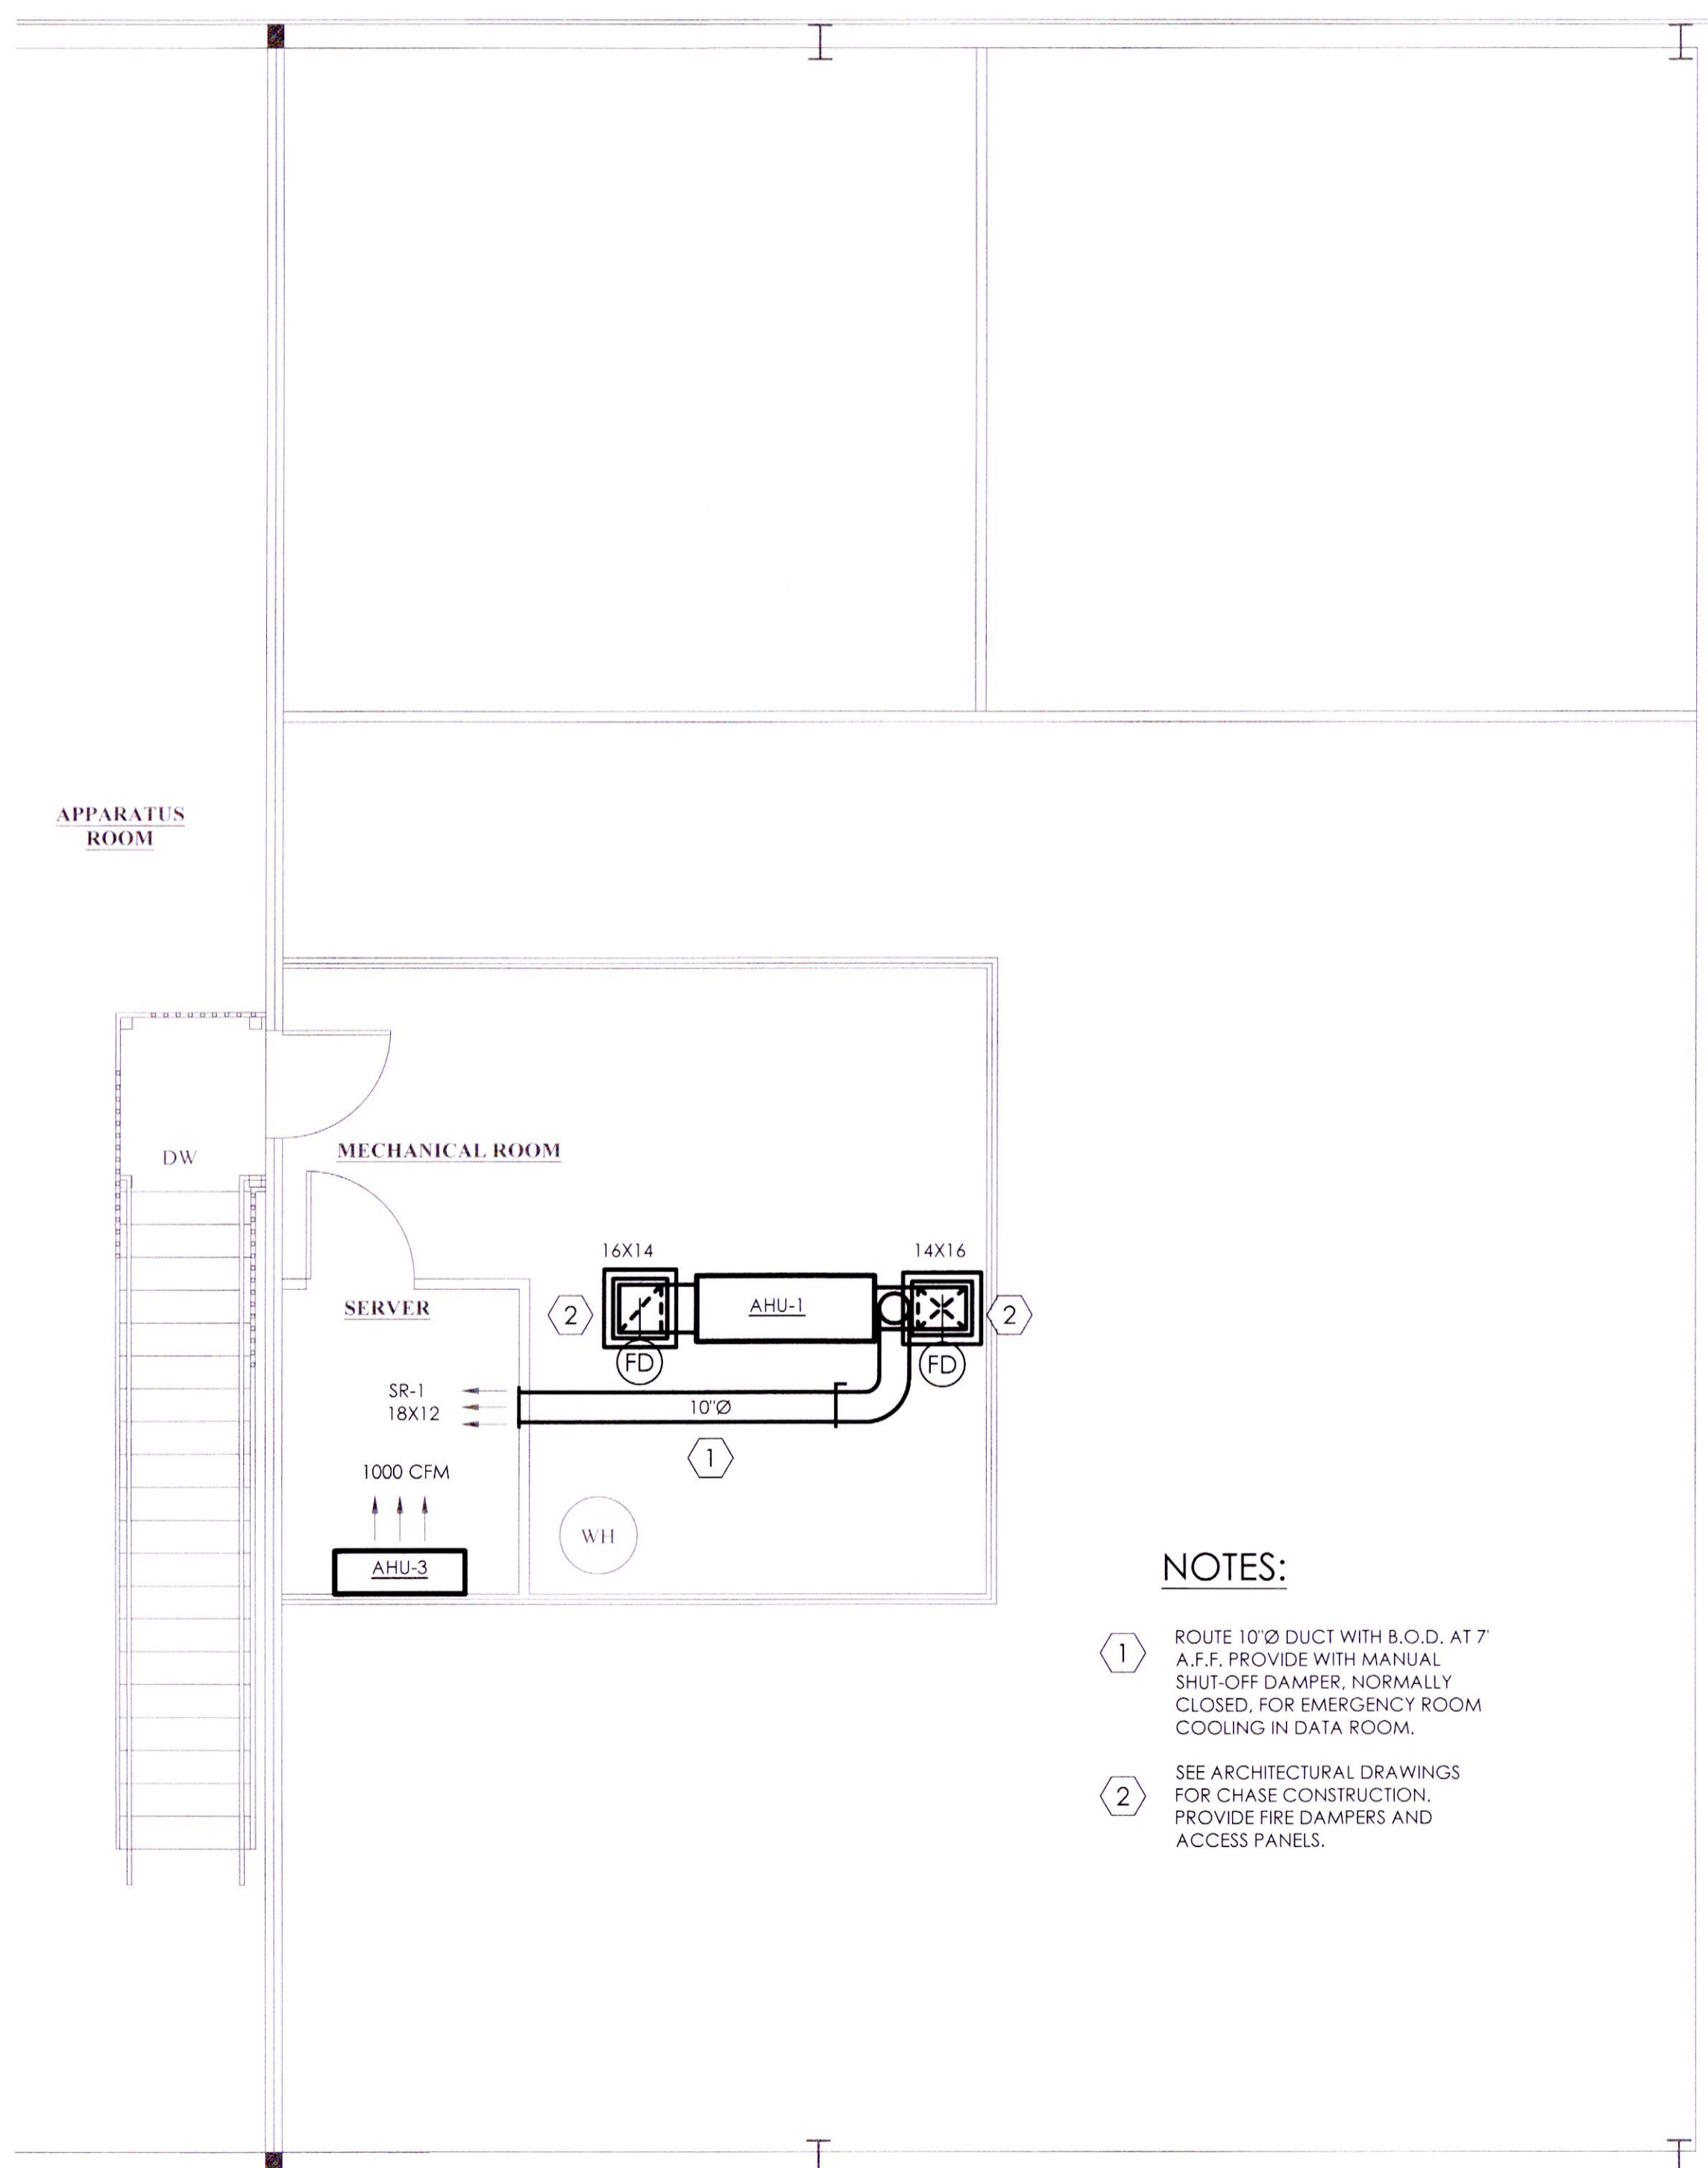 APPARATUS
ROOM
DW
MECHANICAL ROOM
16X14
14X16
SERVER
2
AHU-1
2
FD
FD
SR-1
18X12
10"Ø
1
1000 CFM
WH
AHU-3
NOTES:
1
ROUTE 10"Ø DUCT WITH B.O.D. AT 7'
A.F.F. PROVIDE WITH MANUAL
SHUT-OFF DAMPER, NORMALLY
CLOSED, FOR EMERGENCY ROOM
COOLING IN DATA ROOM.
2
SEE ARCHITECTURAL DRAWINGS
FOR CHASE CONSTRUCTION.
PROVIDE FIRE DAMPERS AND
ACCESS PANELS.